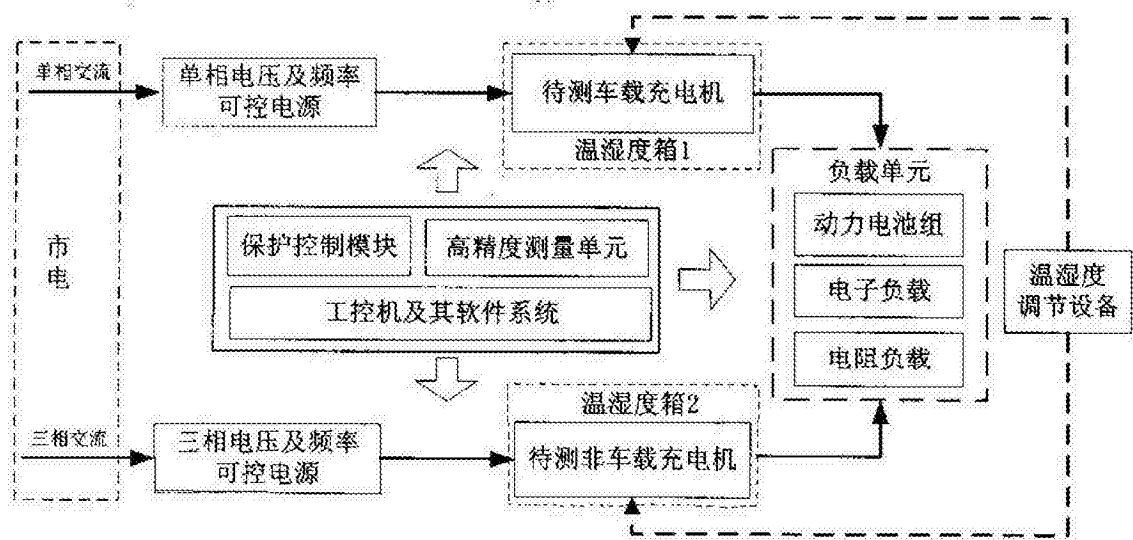 单相交流
单相电压及频率
可控电源
待测车载充电机
温湿度箱1
负载单元
动力电池组
电子负载
电阻负载
市
电
保护控制模块
高精度测量单元
工控机及其软件系统
温湿度
调节设备
三相交流
三相电压及频率
可控电源
温湿度箱2
待测非车载充电机